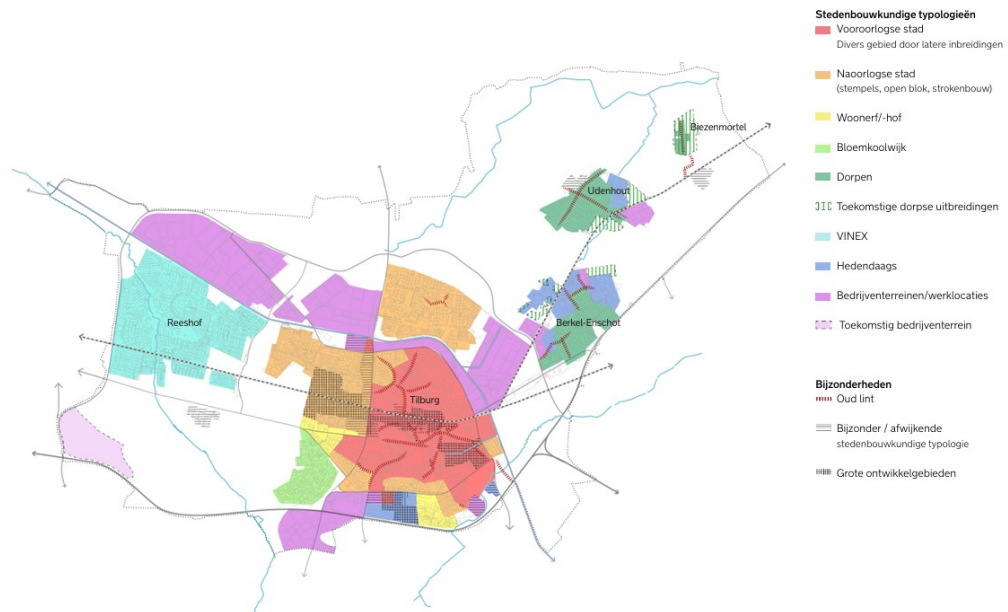 Stedenbouwkundige typologieën
Vooroorlogse stad
Divers gebied door latere inbreidingen
Naoorlogse stad
(stempels, open blok, strokenbouw)
Woonerf/-hof
Bloemkoolwijk
Dorpen
Toekomstige dorpse uitbreidingen
VINEX
Hedendaags
Bedrijventerreinen/werklocaties
Toekomstig bedrijventerrein
Bijzonderheden
Oud lint
Bijzonder / afwijkende
stedenbouwkundige typologie
Grote ontwikkelgebieden
Biezenmortel
Udenhout
Berkel-Enschot
Reeshof
Tilburg